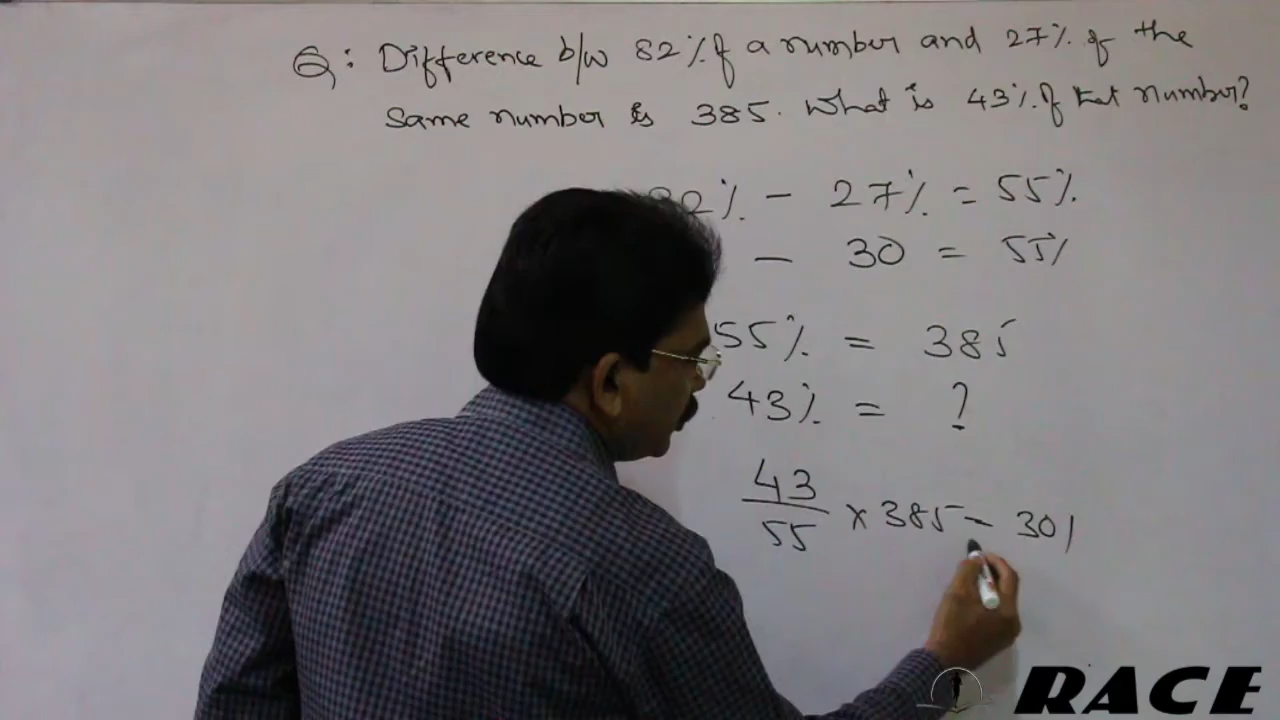 Q: Difference b/w 82% of a number and 27% of the
same number is 385. What is 43% of that number?
82% - 27% = 55%
- 30 = 55%
55% = 385
43% = ?
43/55 x 385 = 301
RACE